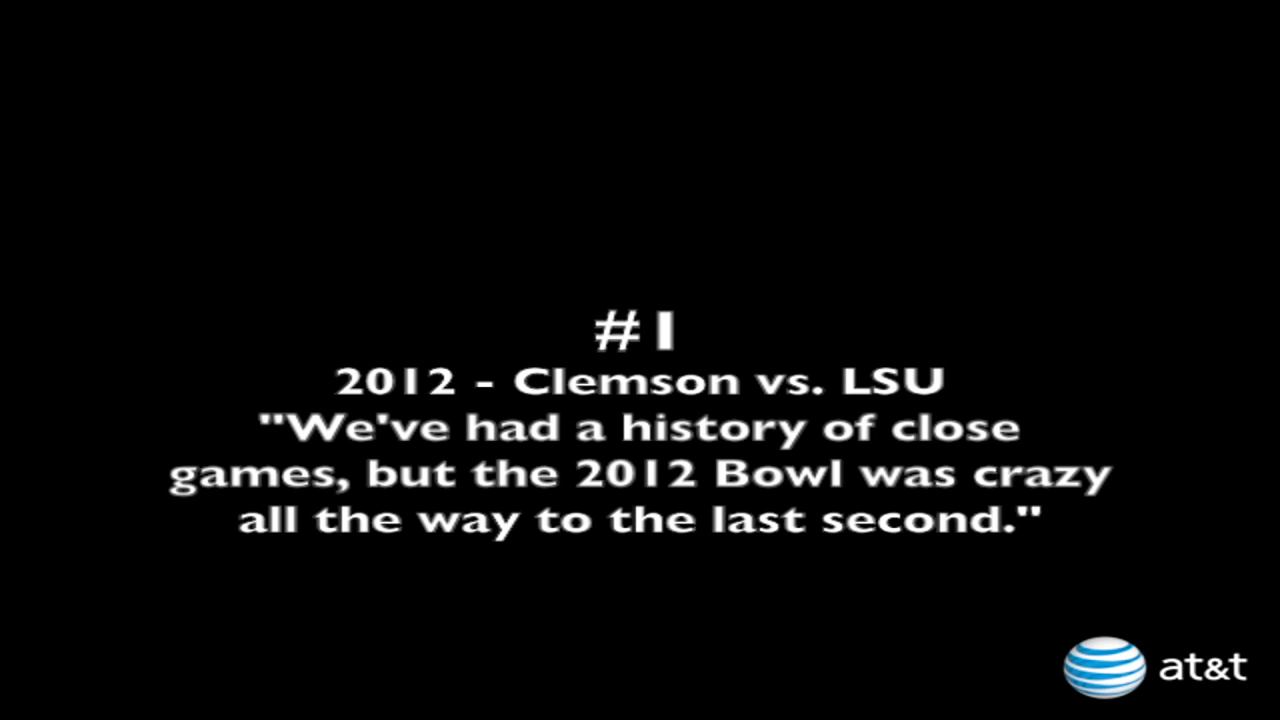 #1
2012 - Clemson vs. LSU
"We've had a history of close
games, but the 2012 Bowl was crazy
all the way to the last second."
at&t